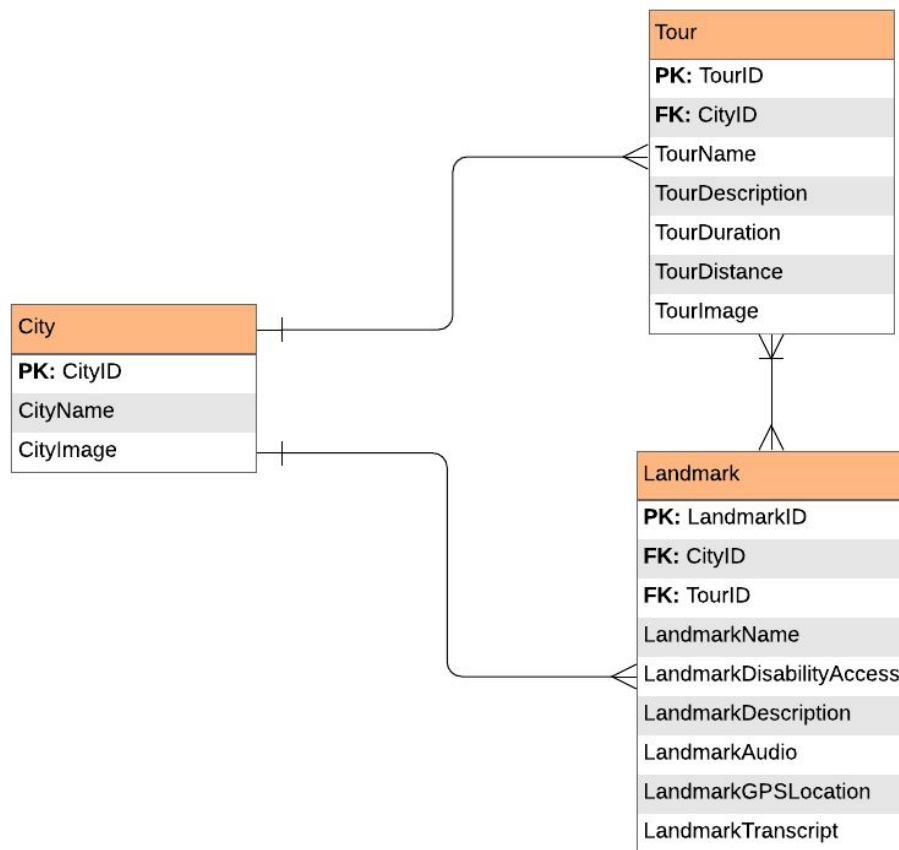 Tour
PK: TourID
FK: CityID
TourName
TourDescription
TourDuration
TourDistance
TourImage
City
PK: CityID
CityName
CityImage
Landmark
PK: LandmarkID
FK: CityID
FK: TourID
LandmarkName
LandmarkDisabilityAccess
LandmarkDescription
LandmarkAudio
LandmarkGPSLocation
LandmarkTranscript